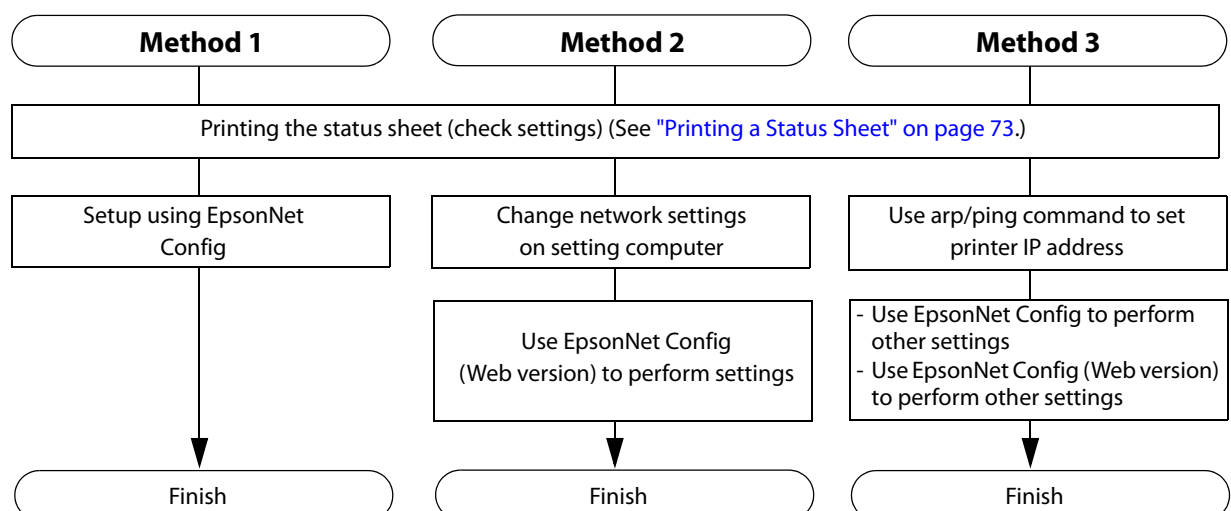 Method 1
Method 2
Method 3
Printing the status sheet (check settings) (See "Printing a Status Sheet" on page 73.)
Setup using EpsonNet
Config
Change network settings
on setting computer
Use arp/ping command to set
printer IP address
Use EpsonNet Config
(Web version) to perform settings
- Use EpsonNet Config to perform
other settings
- Use EpsonNet Config (Web version)
to perform other settings
Finish
Finish
Finish